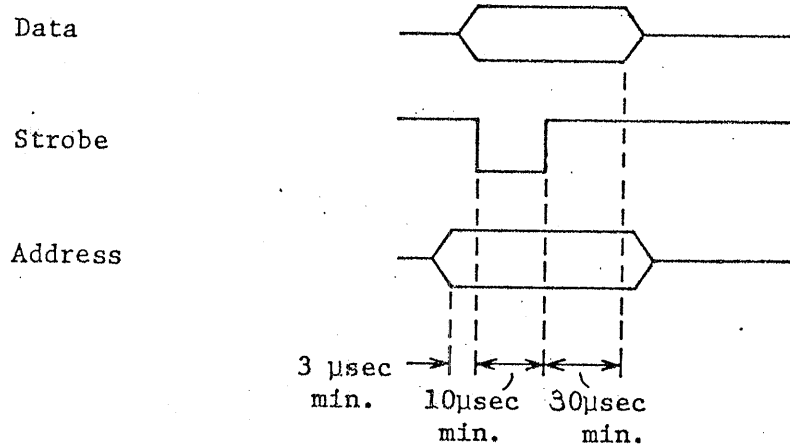 Data
Strobe
Address
3 µsec
min.
10µsec
min.
30µsec
min.